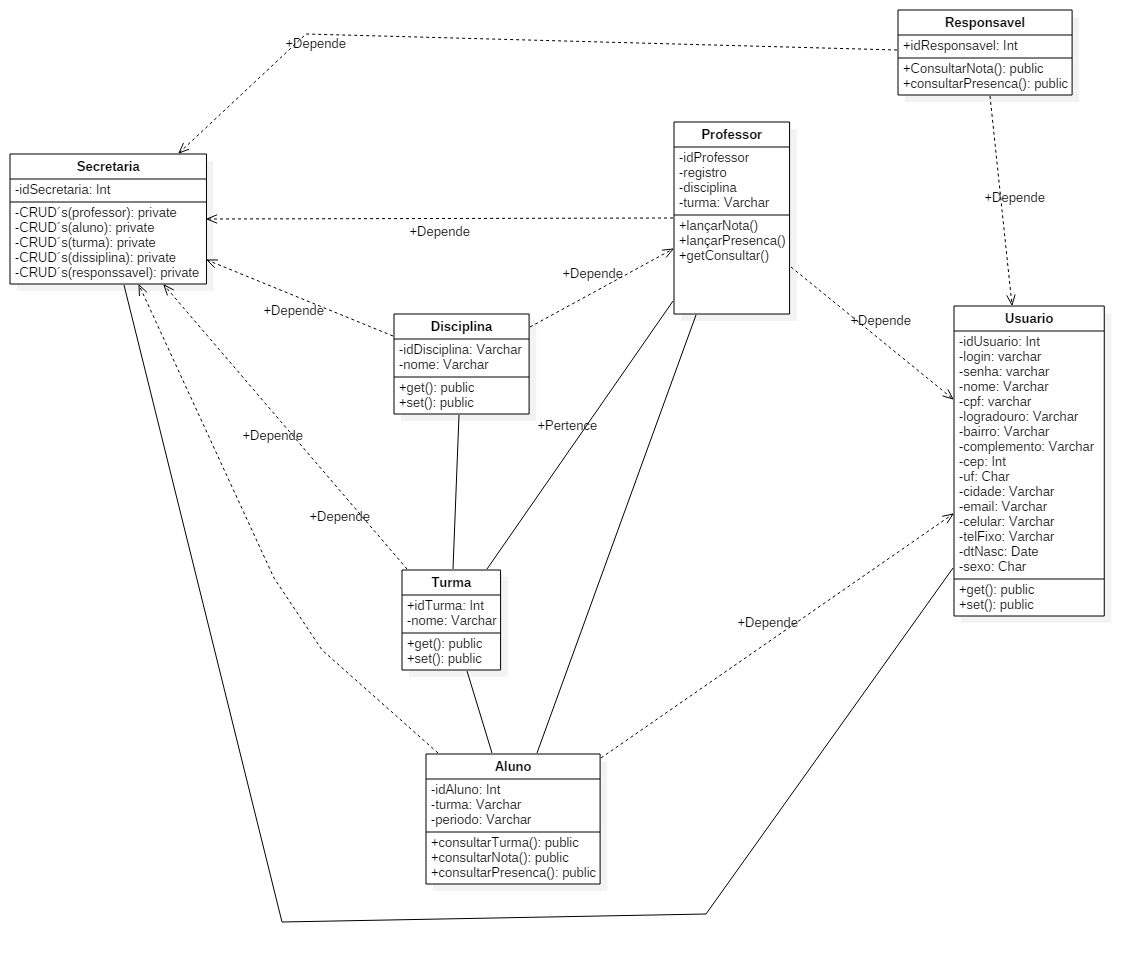 Responsavel
+idResponsavel: Int
+ConsultarNota(): public
+consultarPresenca(): public
+Depende
Professor
-idProfessor
-registro
-disciplina
-turma: Varchar
+lançarNota()
+lançarPresenca()
+getConsultar()
Secretaria
-idSecretaria: Int
-CRUD´s(professor): private
-CRUD´s(aluno): private
-CRUD´s(turma): private
-CRUD´s(dissiplina): private
-CRUD´s(responssavel): private
+Depende
+Depende
+Depende
+Depende
+Depende
Disciplina
-idDisciplina: Varchar
-nome: Varchar
+get(): public
+set(): public
Usuario
-idUsuario: Int
-login: varchar
-senha: varchar
-nome: Varchar
-cpf: varchar
-logradouro: Varchar
-bairro: Varchar
-complemento: Varchar
-cep: Int
-uf: Char
-cidade: Varchar
-email: Varchar
-celular: Varchar
-telFixo: Varchar
-dtNasc: Date
-sexo: Char
+get(): public
+set(): public
+Pertence
+Depende
+Depende
Turma
+idTurma: Int
-nome: Varchar
+get(): public
+set(): public
+Depende
Aluno
-idAluno: Int
-turma: Varchar
-periodo: Varchar
+consultarTurma(): public
+consultarNota(): public
+consultarPresenca(): public